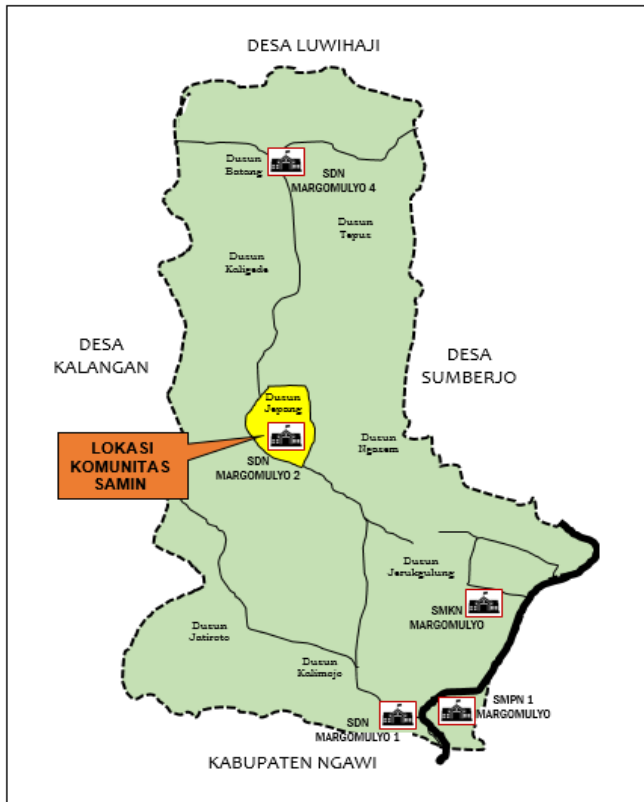 DESA LUWIHAJI
Dusun
Batang
SDN
MARGOMULYO 4
Dusun
Tepus
Dusun
Kaligede
DESA
KALANGAN
DESA
SUMBERJO
Dusun
Jepang
LOKASI
KOMUNITAS
SAMIN
SDN
MARGOMULYO 2
Dusun
Ngasem
Dusun
Jerukgulung
SMKN
MARGOMULYO
Dusun
Jatiroto
Dusun
Kalimojo
SMPN 1
MARGOMULYO
SDN
MARGOMULYO 1
KABUPATEN NGAWI